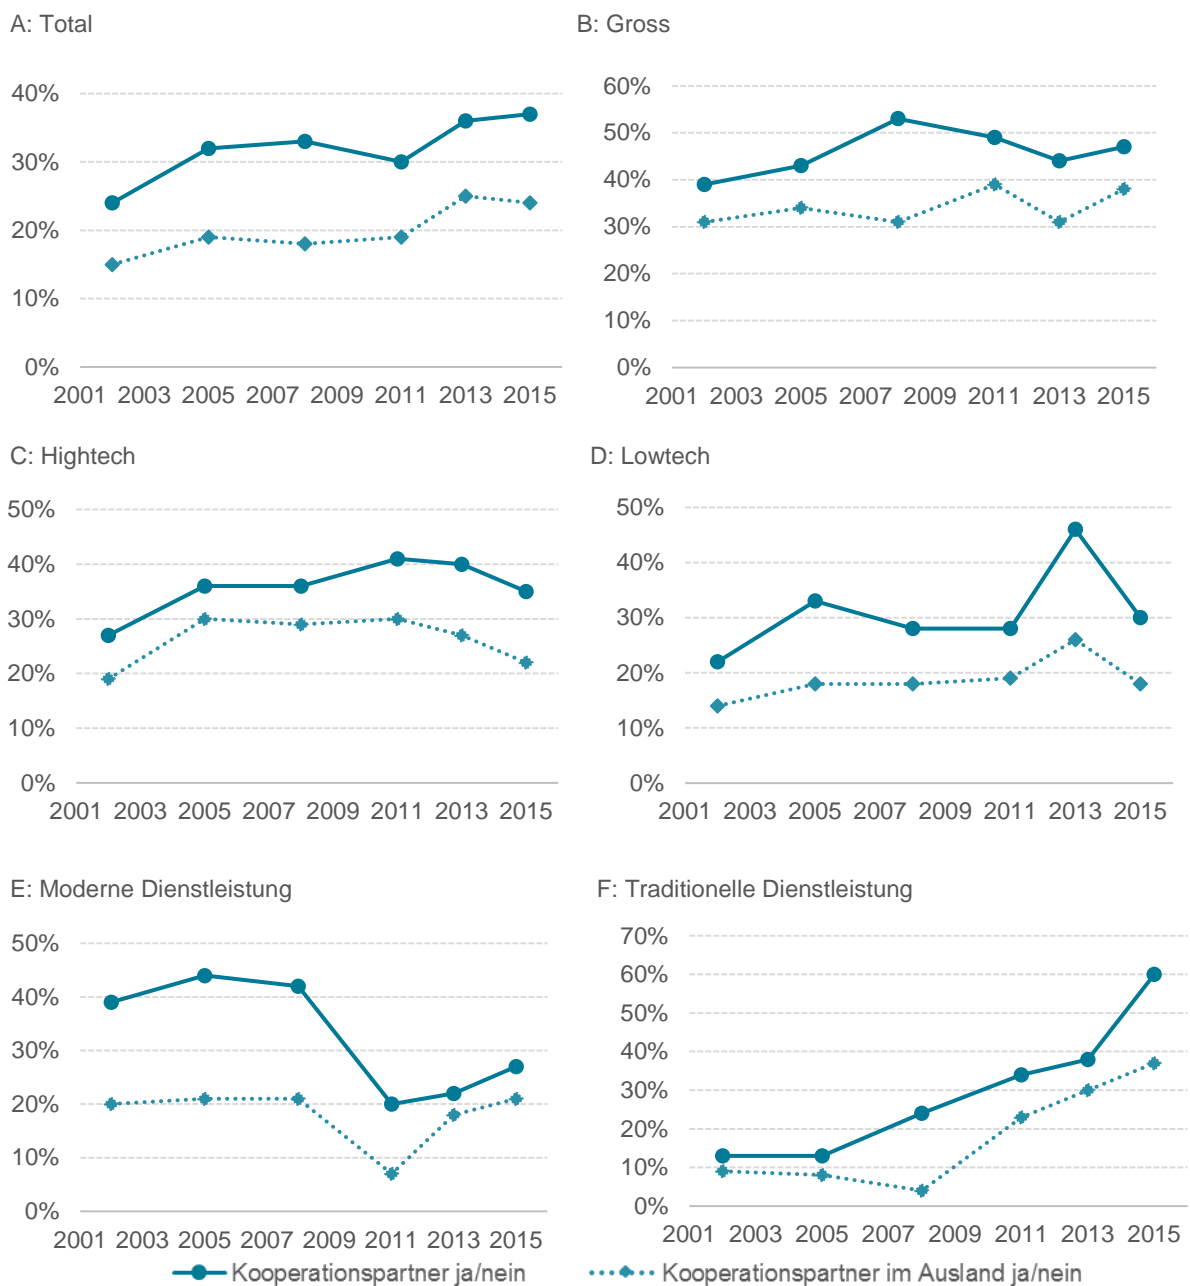 A: Total
40%
30%
20%
10%
0%
2001 2003 2005 2007 2009 2011 2013 2015
B: Gross
60%
50%
40%
30%
20%
10%
0%
2001 2003 2005 2007 2009 2011 2013 2015
C: Hightech
50%
40%
30%
20%
10%
0%
2001 2003 2005 2007 2009 2011 2013 2015
D: Lowtech
50%
40%
30%
20%
10%
0%
2001 2003 2005 2007 2009 2011 2013 2015
E: Moderne Dienstleistung
50%
40%
30%
20%
10%
0%
2001 2003 2005 2007 2009 2011 2013 2015
F: Traditionelle Dienstleistung
70%
60%
50%
40%
30%
20%
10%
0%
2001 2003 2005 2007 2009 2011 2013 2015
Kooperationspartner ja/nein
Kooperationspartner im Ausland ja/nein